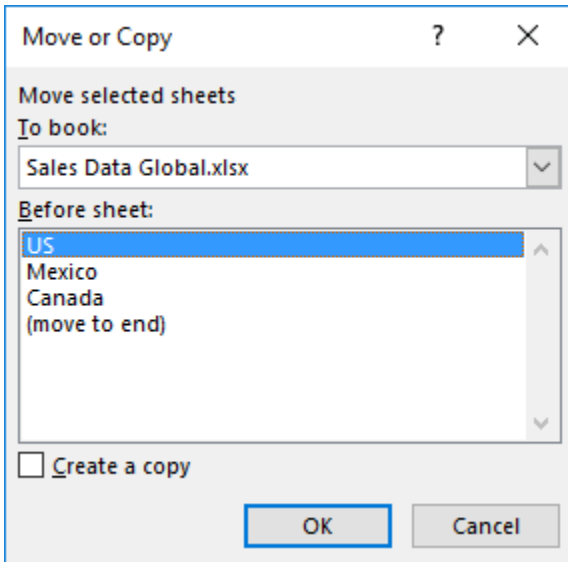 Move or Copy ?
Move selected sheets
To book:
Sales Data Global.xlsx
Before sheet:
US
Mexico
Canada
(move to end)
Create a copy
OK Cancel